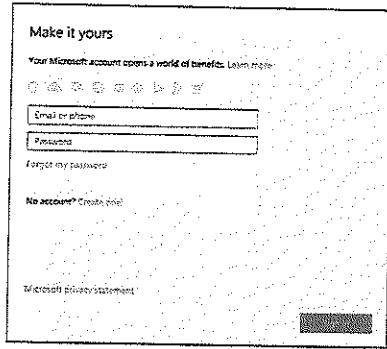 Make it yours
Your Microsoft account opens a world of benefits. Learn more
Email or phone
Password
Forgot my password
No account? Create one!
Microsoft privacy statement